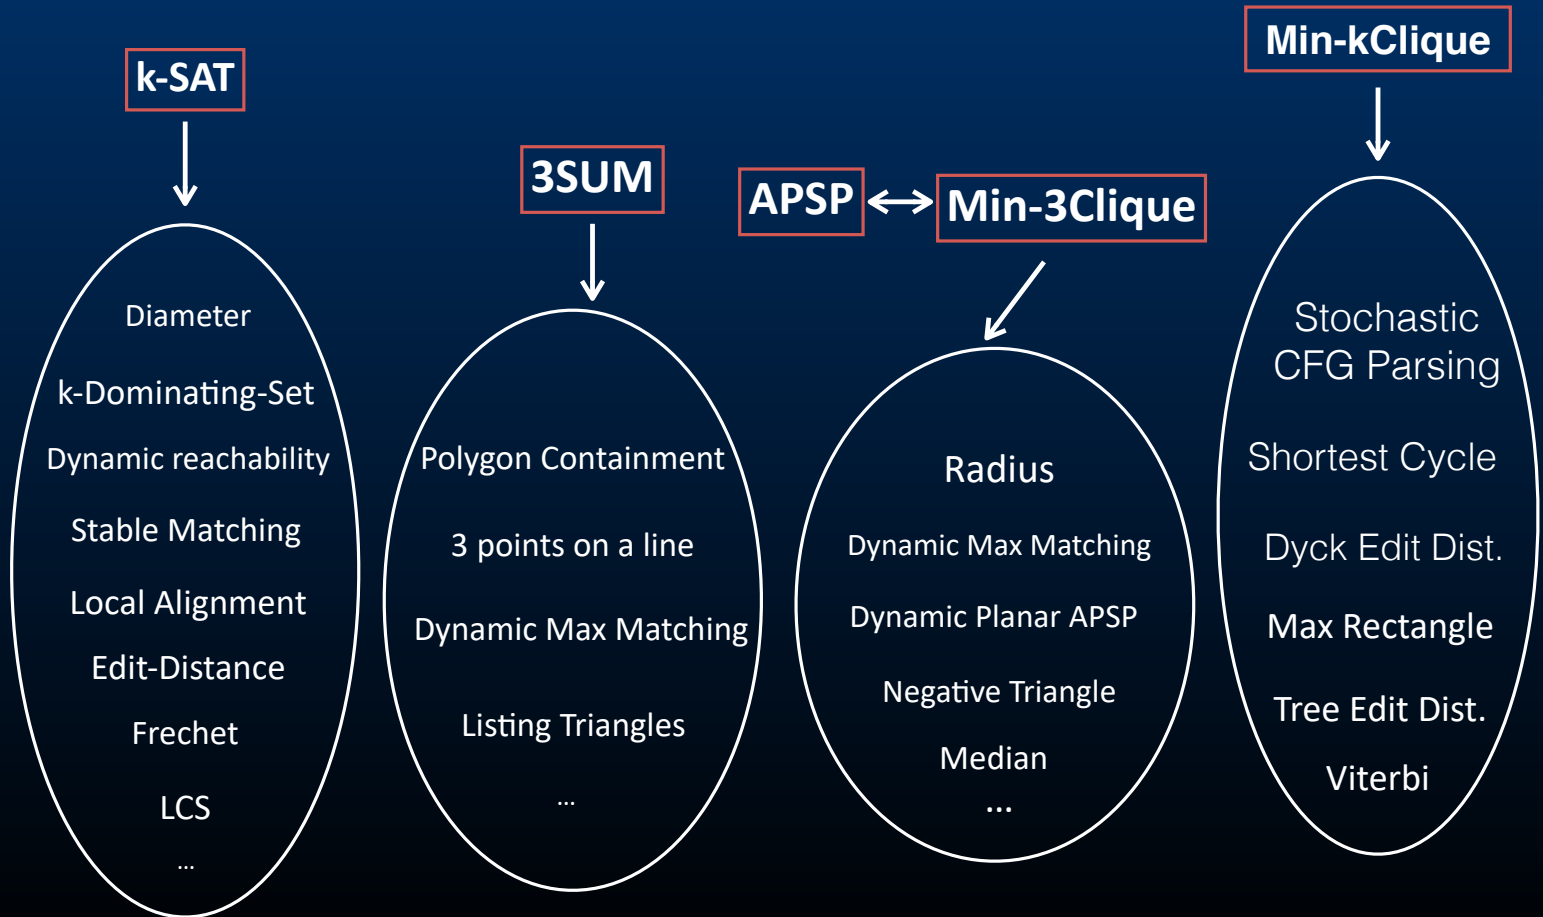 k-SAT
Diameter
k-Dominating-Set
Dynamic reachability
Stable Matching
Local Alignment
Edit-Distance
Frechet
LCS
...
3SUM
Polygon Containment
3 points on a line
Dynamic Max Matching
Listing Triangles
...
APSP
Min-3Clique
Radius
Dynamic Max Matching
Dynamic Planar APSP
Negative Triangle
Median
...
Min-kClique
Stochastic
CFG Parsing
Shortest Cycle
Dyck Edit Dist.
Max Rectangle
Tree Edit Dist.
Viterbi